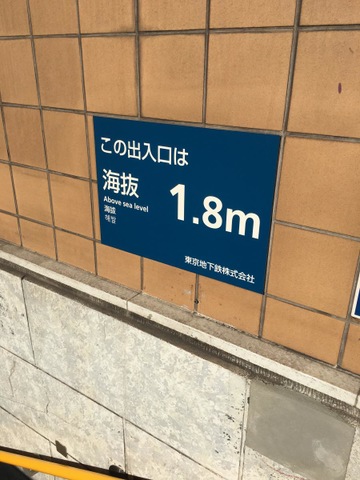 この出入口は
海抜 1.8m
Above sea level
海拔
해발
東京地下鉄株式会社